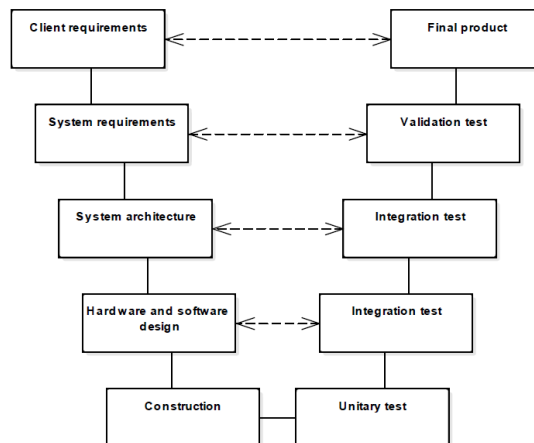 Client requirements
Final product
System requirements
Validation test
System architecture
Integration test
Hardware and software
design
Integration test
Construction
Unitary test